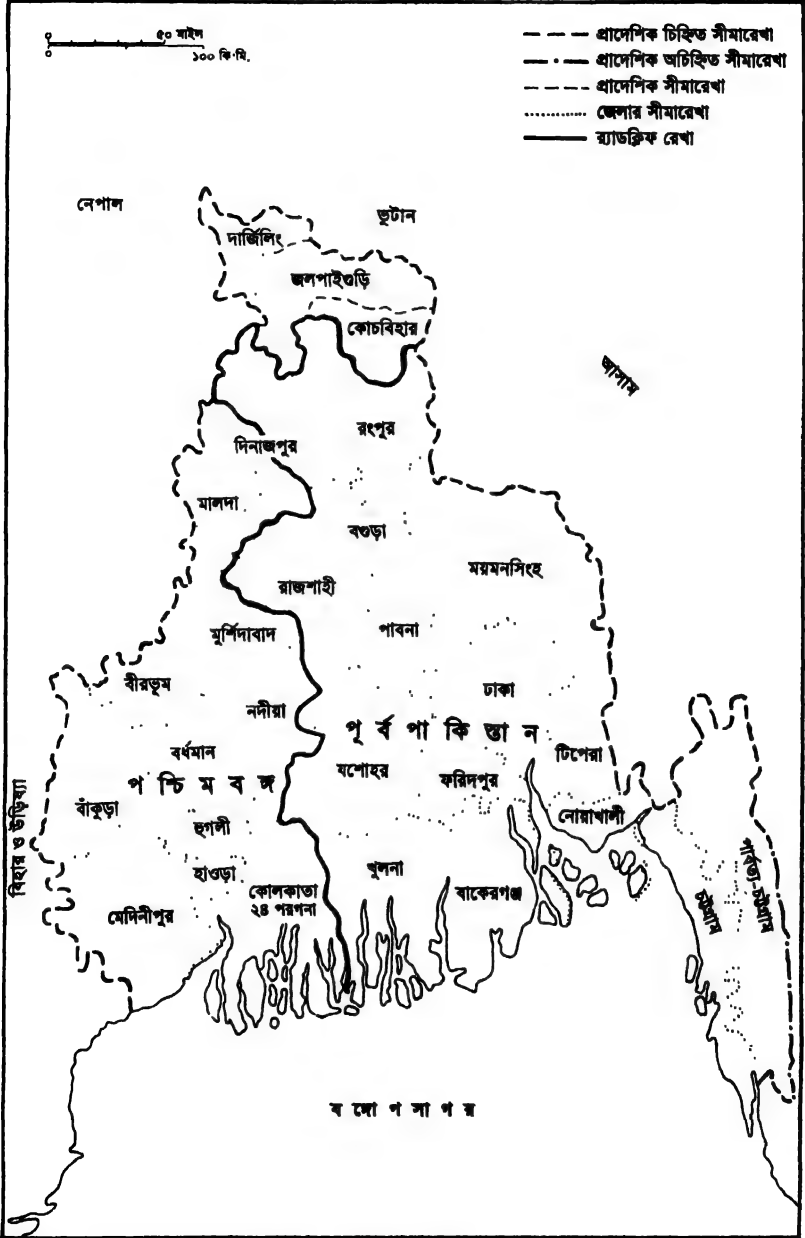 ০ ৫০ মাইল
০ ১০০ কি·মি.
প্রাদেশিক চিহ্নিত সীমারেখা
প্রাদেশিক অচিহ্নিত সীমারেখা
প্রাদেশিক সীমারেখা
জেলার সীমারেখা
র‍্যাডক্লিফ রেখা
নেপাল
ভুটান
দার্জিলিং
জলপাইগুড়ি
কোচবিহার
আসাম
রংপুর
দিনাজপুর
মালদা
বগুড়া
ময়মনসিংহ
রাজশাহী
মুর্শিদাবাদ
পাবনা
বীরভূম
ঢাকা
নদীয়া
পূর্ব পাকিস্তান
বর্ধমান
টিপেরা
যশোহর
ফরিদপুর
পশ্চিমবঙ্গ
বাঁকুড়া
নোয়াখালী
হুগলী
বিহার ও উড়িষ্যা
হাওড়া
খুলনা
কোলকাতা
২৪ পরগনা
বাকেরগঞ্জ
মেদিনীপুর
চট্টগ্রাম
পার্বত্য-চট্টগ্রাম
বঙ্গোপসাগর